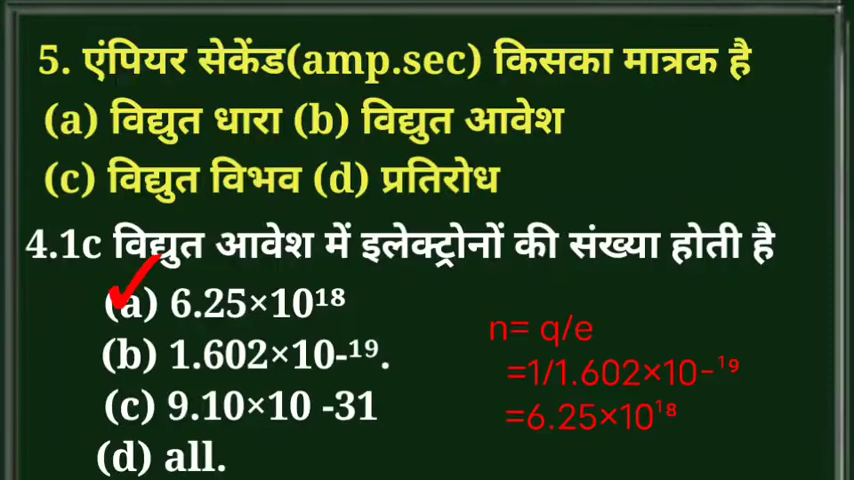 5. एंपियर सेकेंड(amp.sec) किसका मात्रक है
(a) विद्युत धारा (b) विद्युत आवेश
(c) विद्युत विभव (d) प्रतिरोध
4.1c विद्युत आवेश में इलेक्ट्रोनों की संख्या होती है
(a) 6.25×10¹⁸
(b) 1.602×10-¹⁹.
(c) 9.10×10 -31
(d) all.
n= q/e
=1/1.602×10-¹⁹
=6.25×10¹⁸